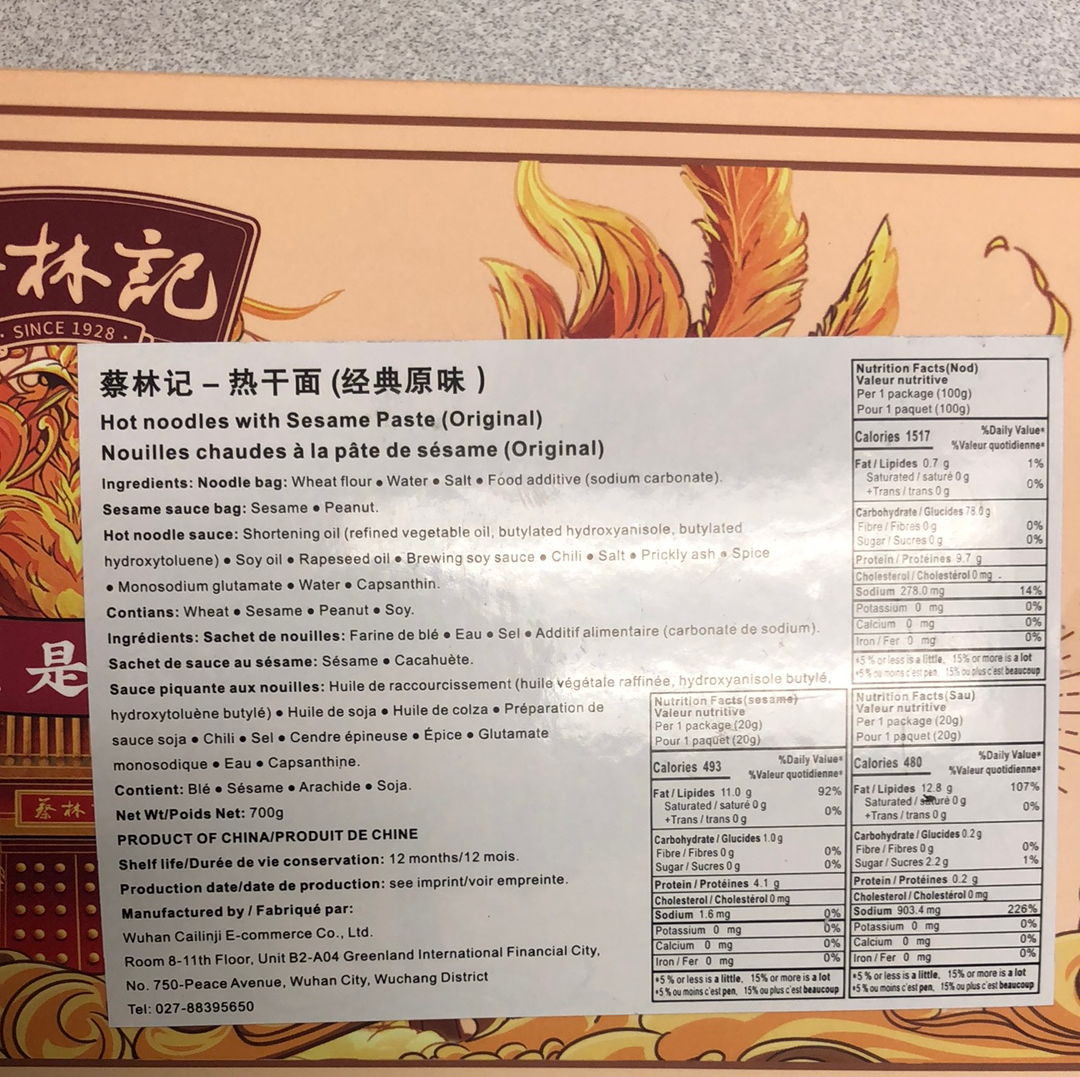 林記
· SINCE 1928 ·
是
蔡林
蔡林记 – 热干面 (经典原味 )
Hot noodles with Sesame Paste (Original)
Nouilles chaudes à la pâte de sésame (Original)
Ingredients: Noodle bag: Wheat flour ● Water ● Salt ● Food additive (sodium carbonate).
Sesame sauce bag: Sesame ● Peanut.
Hot noodle sauce: Shortening oil (refined vegetable oil, butylated hydroxyanisole, butylated
hydroxytoluene) ● Soy oil ● Rapeseed oil ● Brewing soy sauce ● Chili ● Salt ● Prickly ash ● Spice
● Monosodium glutamate ● Water ● Capsanthin.
Contians: Wheat ● Sesame ● Peanut ● Soy.
Ingrédients: Sachet de nouilles: Farine de blé ● Eau ● Sel ● Additif alimentaire (carbonate de sodium).
Sachet de sauce au sésame: Sésame ● Cacahuète.
Sauce piquante aux nouilles: Huile de raccourcissement (huile végétale raffinée, hydroxyanisole butylé,
hydroxytoluène butylé) ● Huile de soja ● Huile de colza ● Préparation de
sauce soja ● Chili ● Sel ● Cendre épineuse ● Épice ● Glutamate
monosodique ● Eau ● Capsanthine.
Contient: Blé ● Sésame ● Arachide ● Soja.
Net Wt/Poids Net: 700g
PRODUCT OF CHINA/PRODUIT DE CHINE
Shelf life/Durée de vie conservation: 12 months/12 mois.
Production date/date de production: see imprint/voir empreinte.
Manufactured by / Fabriqué par:
Wuhan Cailinji E-commerce Co., Ltd.
Room 8-11th Floor, Unit B2-A04 Greenland International Financial City,
No. 750-Peace Avenue, Wuhan City, Wuchang District
Tel: 027-88395650
Nutrition Facts(Nod)
Valeur nutritive
Per 1 package (100g)
Pour 1 paquet (100g)
%Daily Value*
Calories 1517
%Valeur quotidienne*
Fat / Lipides 0.7 g 1%
Saturated / saturé 0 g
+Trans / trans 0 g 0%
Carbohydrate / Glucides 78.0 g
Fibre / Fibres 0 g 0%
Sugar / Sucres 0 g 0%
Protein / Protéines 9.7 g
Cholesterol / Cholestérol 0 mg
Sodium 278.0 mg 14%
Potassium 0 mg 0%
Calcium 0 mg 0%
Iron / Fer 0 mg 0%
*5 % or less is a little, 15% or more is a lot
*5 % ou moins c'est pen, 15% ou plus c'est beaucoup
Nutrition Facts(sesame)
Valeur nutritive
Per 1 package (20g)
Pour 1 paquet (20g)
%Daily Value*
Calories 493
%Valeur quotidienne*
Fat / Lipides 11.0 g 92%
Saturated / saturé 0 g
+Trans / trans 0 g 0%
Carbohydrate / Glucides 1.0 g
Fibre / Fibres 0 g 0%
Sugar / Sucres 0 g 0%
Protein / Protéines 4.1 g
Cholesterol / Cholestérol 0 mg
Sodium 1.6 mg 0%
Potassium 0 mg 0%
Calcium 0 mg 0%
Iron / Fer 0 mg 0%
*5 % or less is a little, 15% or more is a lot
*5 % ou moins c'est pen, 15% ou plus c'est beaucoup
Nutrition Facts(Sau)
Valeur nutritive
Per 1 package (20g)
Pour 1 paquet (20g)
%Daily Value*
Calories 480
%Valeur quotidienne*
Fat / Lipides 12.8 g 107%
Saturated / saturé 0 g
+Trans / trans 0 g 0%
Carbohydrate / Glucides 0.2 g
Fibre / Fibres 0 g 0%
Sugar / Sucres 2.2 g 1%
Protein / Protéines 0.2 g
Cholesterol / Cholestérol 0 mg
Sodium 903.4 mg 226%
Potassium 0 mg 0%
Calcium 0 mg 0%
Iron / Fer 0 mg 0%
*5 % or less is a little, 15% or more is a lot
*5 % ou moins c'est pen, 15% ou plus c'est beaucoup